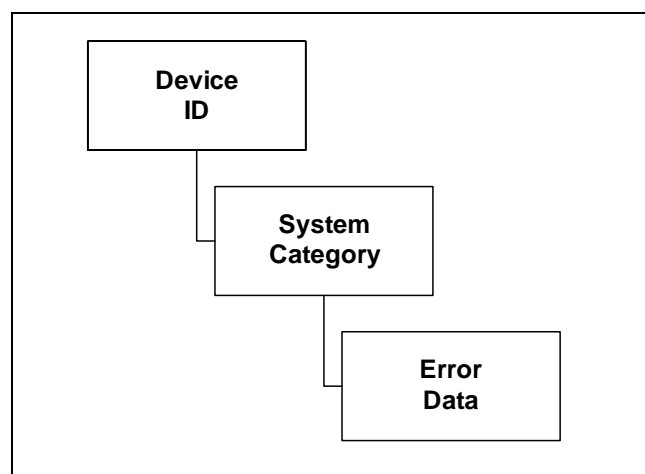 Device
ID
System
Category
Error
Data